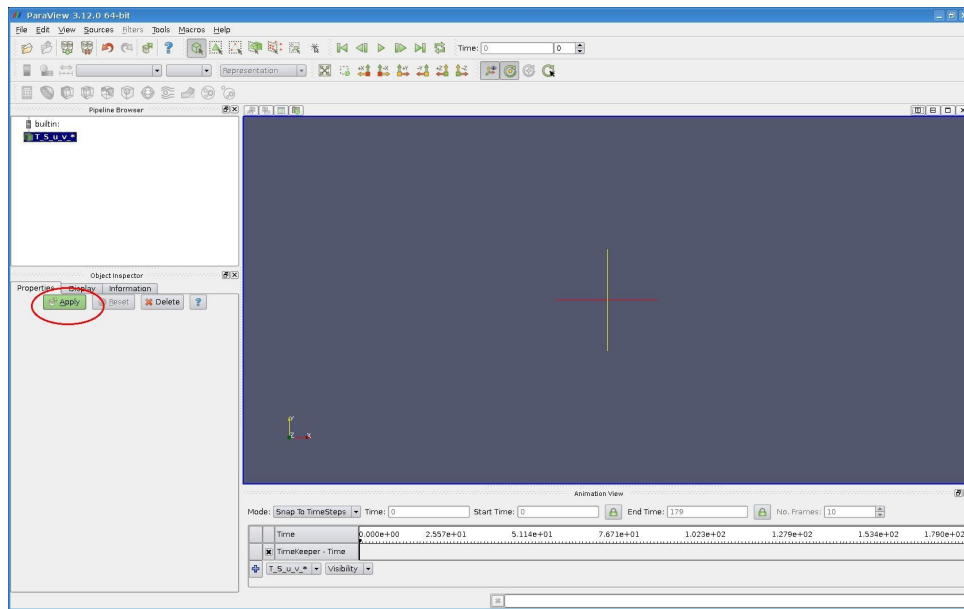 ParaView 3.12.0 64-bit
File Edit View Sources Filters Tools Macros Help
Time: 0 0
Representation
Pipeline Browser
builtin:
T_S_u_v_*
Object Inspector
Properties Display Information
Apply Reset Delete ?
Y
Z X
Animation View
Mode: Snap To TimeSteps Time: 0 Start Time: 0 End Time: 179 No. Frames: 10
Time 0.000e+00 2.557e+01 5.114e+01 7.671e+01 1.023e+02 1.279e+02 1.534e+02 1.790e+02
TimeKeeper - Time
T_S_u_v_* Visibility